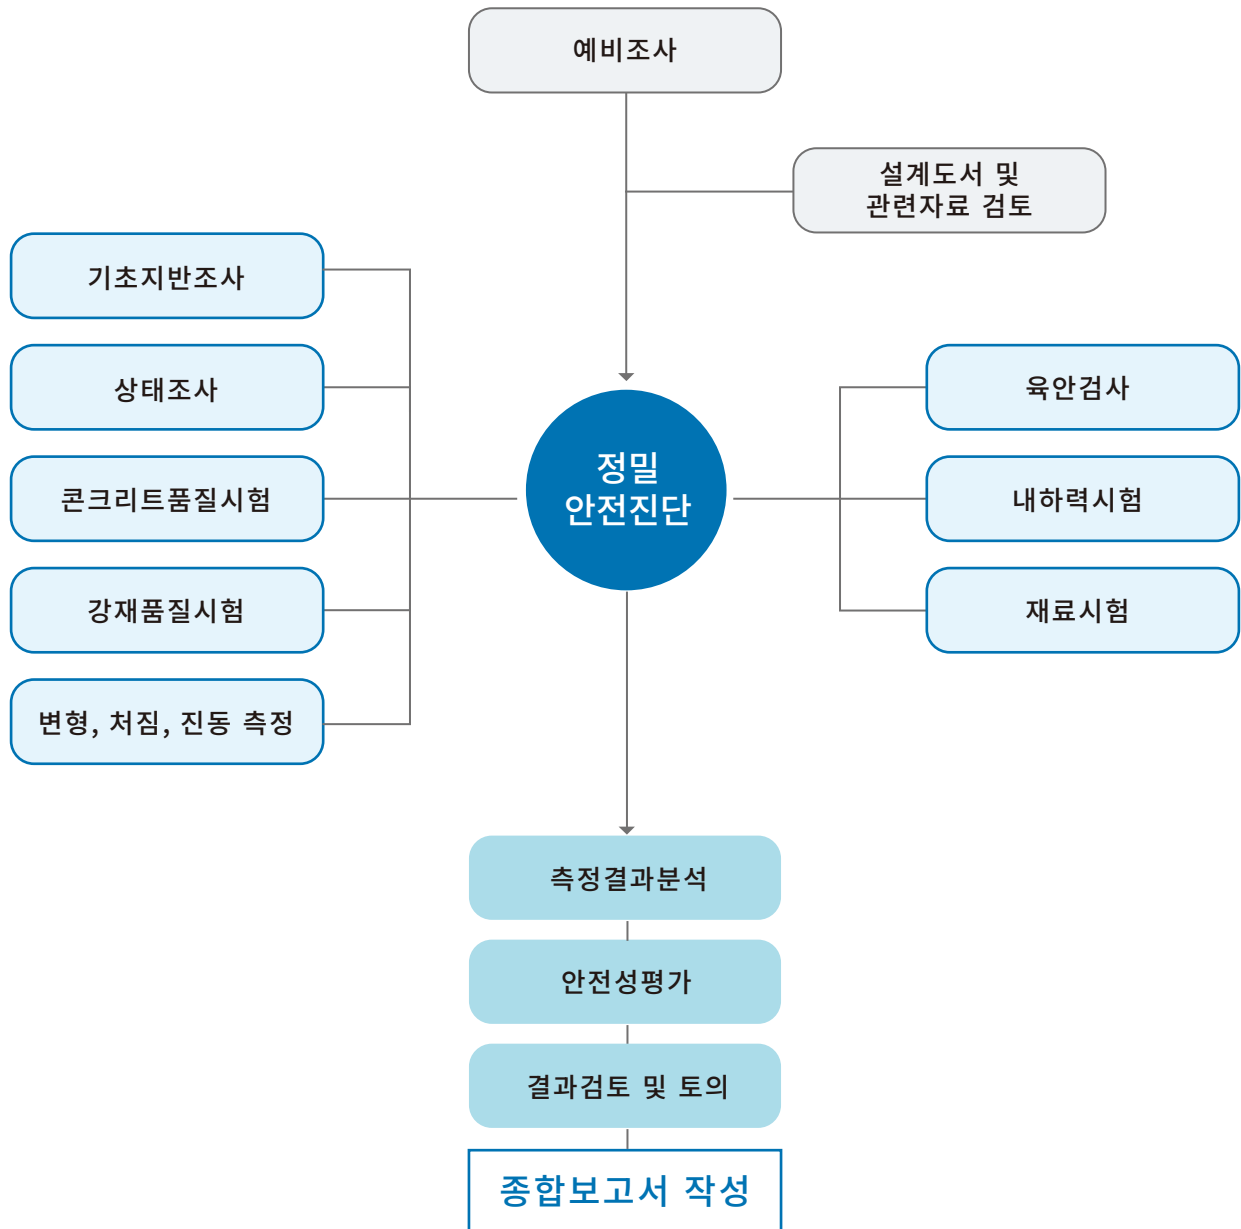 예비조사
설계도서 및
관련자료 검토
기초지반조사
상태조사
콘크리트품질시험
강재품질시험
변형, 처짐, 진동 측정
정밀
안전진단
육안검사
내하력시험
재료시험
측정결과분석
안전성평가
결과검토 및 토의
종합보고서 작성